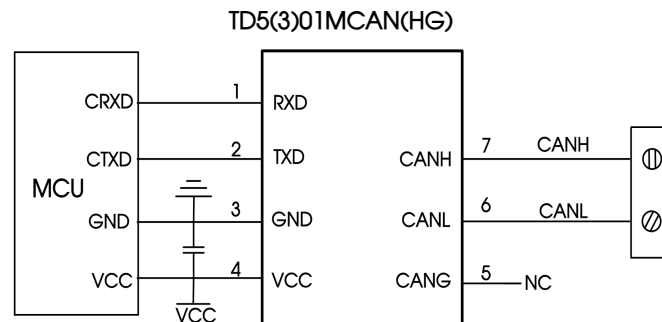 TD5(3)01MCAN(HG)
CRXD 1 RXD
CTXD 2 TXD CANH 7 CANH
MCU
GND 3 GND CANL 6 CANL
VCC 4 VCC CANG 5 NC
VCC